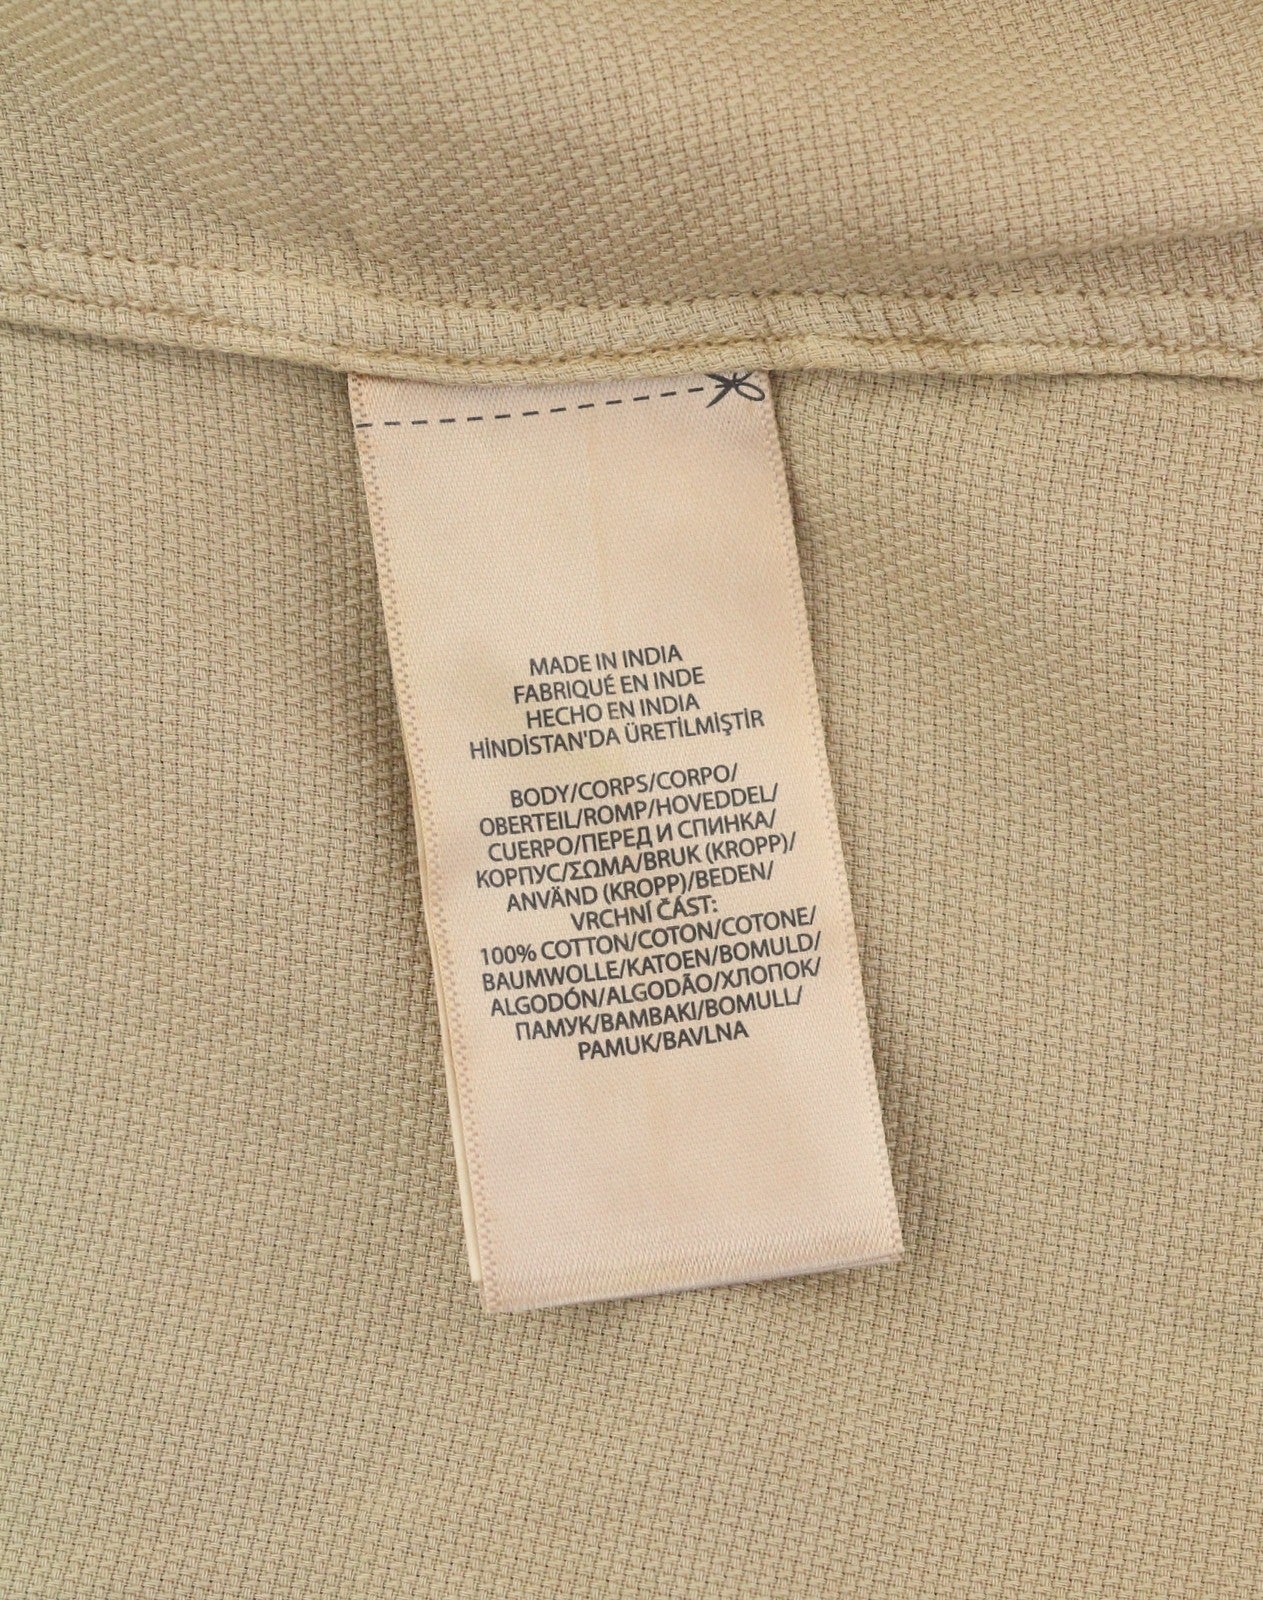 MADE IN INDIA
FABRIQUÉ EN INDE
HECHO EN INDIA
HİNDİSTAN'DA ÜRETİLMİŞTİR
BODY/CORPS/CORPO/
OBERTEIL/ROMP/HOVEDDEL/
CUERPO/ПЕРЕД И СПИНКА/
КОРПУС/ΣΩΜΑ/BRUK (KROPP)/
ANVÄND (KROPP)/BEDEN/
VRCHNÍ ČÁST:
100% COTTON/COTON/COTONE/
BAUMWOLLE/KATOEN/BOMULD/
ALGODÓN/ALGODÃO/ХЛОПОК/
ПАМУК/BAMBAKI/BOMULL/
PAMUK/BAVLNA